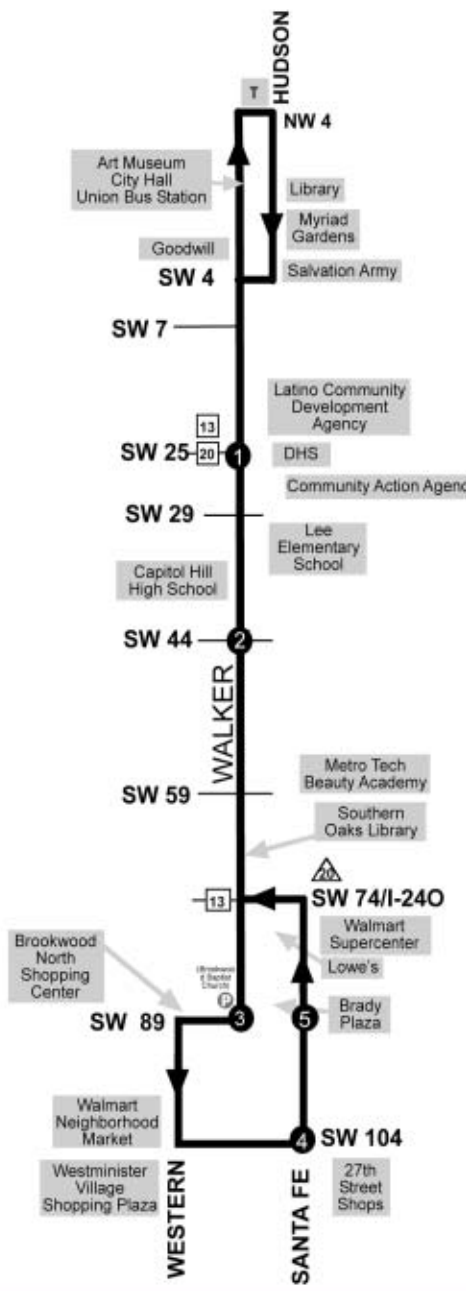 HUDSON
T
NW 4
Art Museum
City Hall
Union Bus Station
Library
Myriad
Gardens
Goodwill
SW 4
Salvation Army
SW 7
Latino Community
Development
Agency
13
SW 25
20
1
DHS
Community Action Agenc
SW 29
Lee
Elementary
School
Capitol Hill
High School
SW 44
2
WALKER
Metro Tech
Beauty Academy
SW 59
Southern
Oaks Library
20
13
SW 74/I-24O
Walmart
Supercenter
Brookwood
North
Shopping
Center
Lowe's
(Brookwoo
d Baptist
Church)
P
SW 89
3
5
Brady
Plaza
Walmart
Neighborhood
Market
4
SW 104
Westminister
Village
Shopping Plaza
WESTERN
SANTA FE
27th
Street
Shops